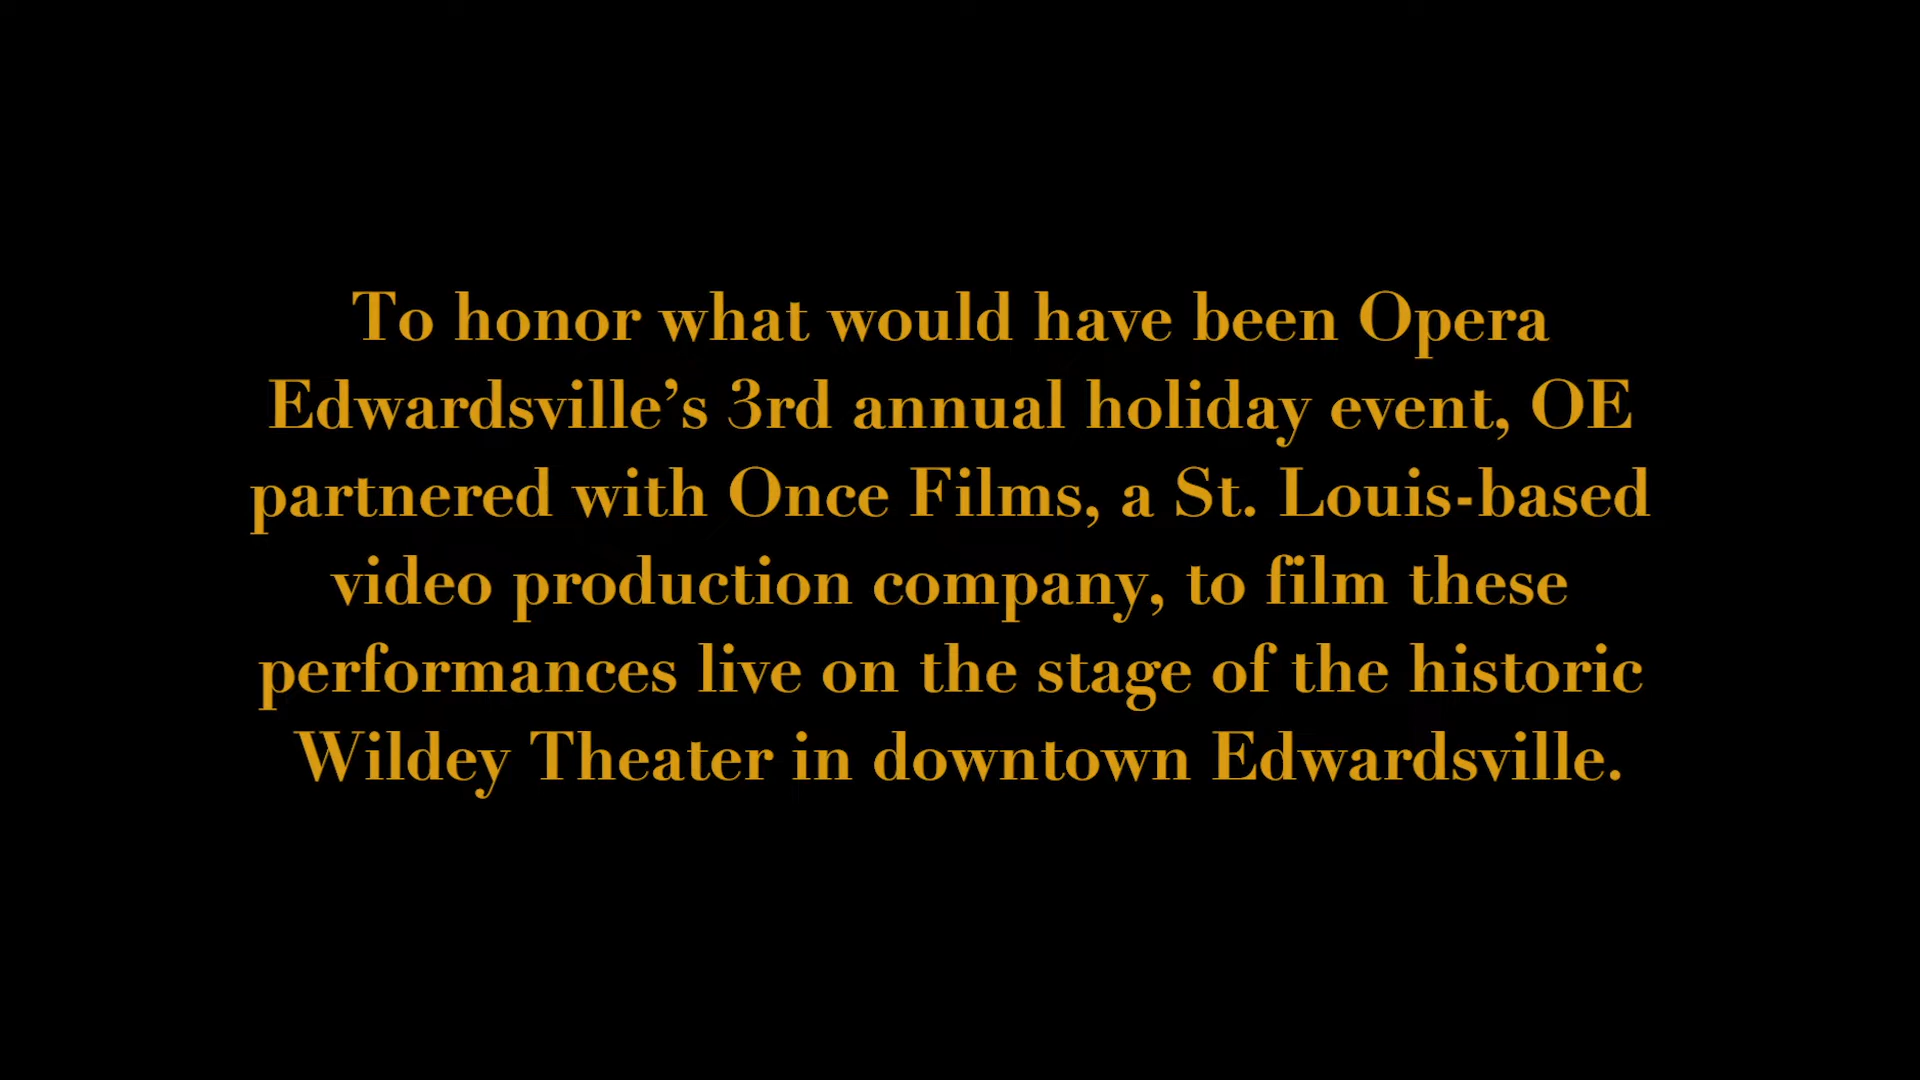 To honor what would have been Opera
Edwardsville’s 3rd annual holiday event, OE
partnered with Once Films, a St. Louis-based
video production company, to film these
performances live on the stage of the historic
Wildey Theater in downtown Edwardsville.